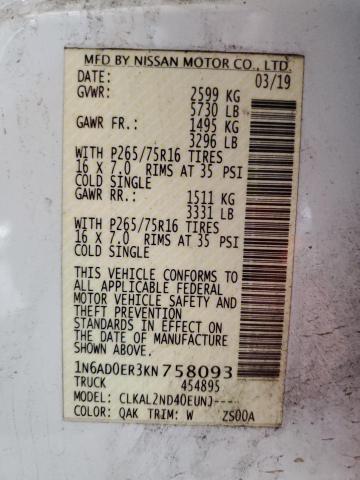 MFD BY NISSAN MOTOR CO., LTD.
DATE: 03/19
GVWR: 2599 KG
5730 LB
GAWR FR.: 1495 KG
3296 LB
WITH P265/75R16 TIRES
16 X 7.0 RIMS AT 35 PSI
COLD SINGLE
GAWR RR.: 1511 KG
3331 LB
WITH P265/75R16 TIRES
16 X 7.0 RIMS AT 35 PSI
COLD SINGLE
THIS VEHICLE CONFORMS TO
ALL APPLICABLE FEDERAL
MOTOR VEHICLE SAFETY AND
THEFT PREVENTION
STANDARDS IN EFFECT ON
THE DATE OF MANUFACTURE
SHOWN ABOVE.
1N6AD0ER3KN758093
TRUCK 454895
MODEL: CLKAL2ND40EUNJ----
COLOR: QAK TRIM: W ZS00A